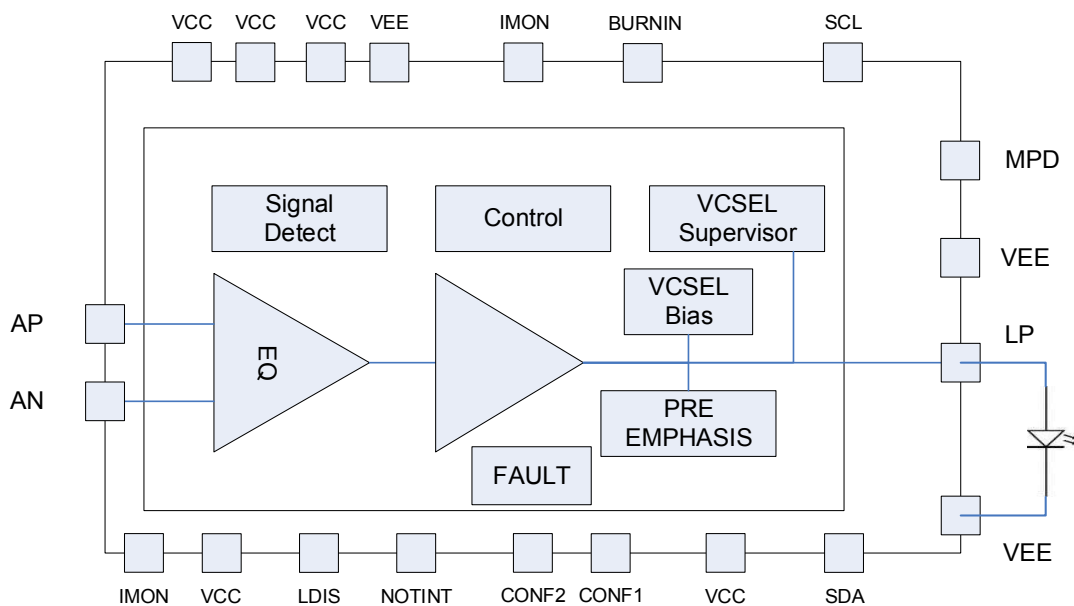 VCC
VCC
VCC
VEE
IMON
BURNIN
SCL
MPD
Signal
Detect
Control
VCSEL
Supervisor
VEE
VCSEL
Bias
AP
LP
EQ
AN
PRE
EMPHASIS
FAULT
VEE
IMON
VCC
LDIS
NOTINT
CONF2
CONF1
VCC
SDA